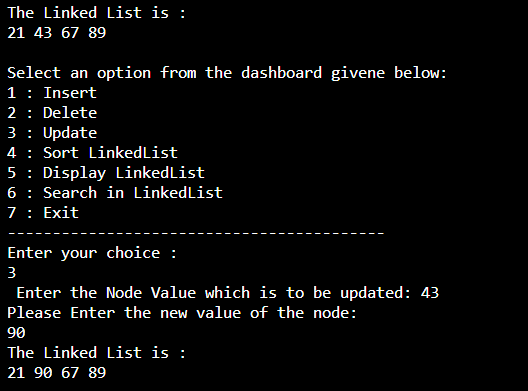 The Linked List is :
21 43 67 89
Select an option from the dashboard givene below:
1 : Insert
2 : Delete
3 : Update
4 : Sort LinkedList
5 : Display LinkedList
6 : Search in LinkedList
7 : Exit
------------------------------------------
Enter your choice :
3
Enter the Node Value which is to be updated: 43
Please Enter the new value of the node:
90
The Linked List is :
21 90 67 89